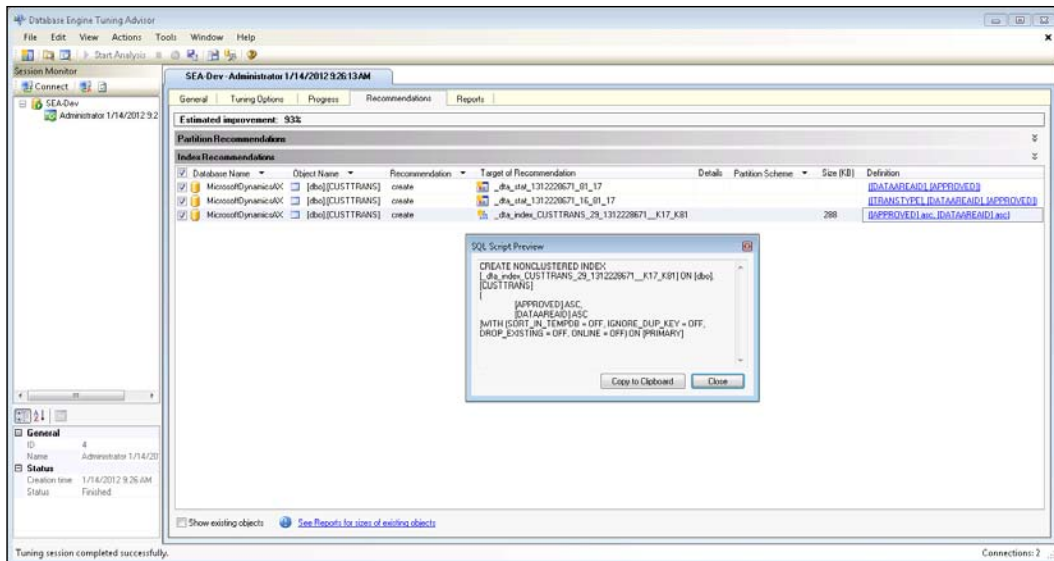 Database Engine Tuning Advisor
File Edit View Actions Tools Window Help
Start Analysis
Session Monitor
Connect
SEA-Dev
Administrator 1/14/2012 9:2
SEA-Dev - Administrator 1/14/2012 9:26:13 AM
General Tuning Options Progress Recommendations Reports
Estimated improvement: 93%
Partition Recommendations
Index Recommendations
Database Name Object Name Recommendation Target of Recommendation Details Partition Scheme Size (KB) Definition
MicrosoftDynamicsAX [dbo].[CUSTTRANS] create _dta_stat_1312228671_81_17 ([DATAAREAID], [APPROVED])
MicrosoftDynamicsAX [dbo].[CUSTTRANS] create _dta_stat_1312228671_16_81_17 ([TRANSTYPE], [DATAAREAID], [APPROVED])
MicrosoftDynamicsAX [dbo].[CUSTTRANS] create _dta_index_CUSTTRANS_29_1312228671__K17_K81 288 ([APPROVED] asc, [DATAAREAID] asc)
SQL Script Preview
CREATE NONCLUSTERED INDEX
[_dta_index_CUSTTRANS_29_1312228671__K17_K81] ON [dbo].
[CUSTTRANS]
(
[APPROVED] ASC,
[DATAAREAID] ASC
)WITH (SORT_IN_TEMPDB = OFF, IGNORE_DUP_KEY = OFF,
DROP_EXISTING = OFF, ONLINE = OFF) ON [PRIMARY]
Copy to Clipboard Close
General
ID 4
Name Administrator 1/14/20
Status
Creation time 1/14/2012 9:26 AM
Status Finished
Show existing objects See Reports for sizes of existing objects
Tuning session completed successfully.
Connections: 2